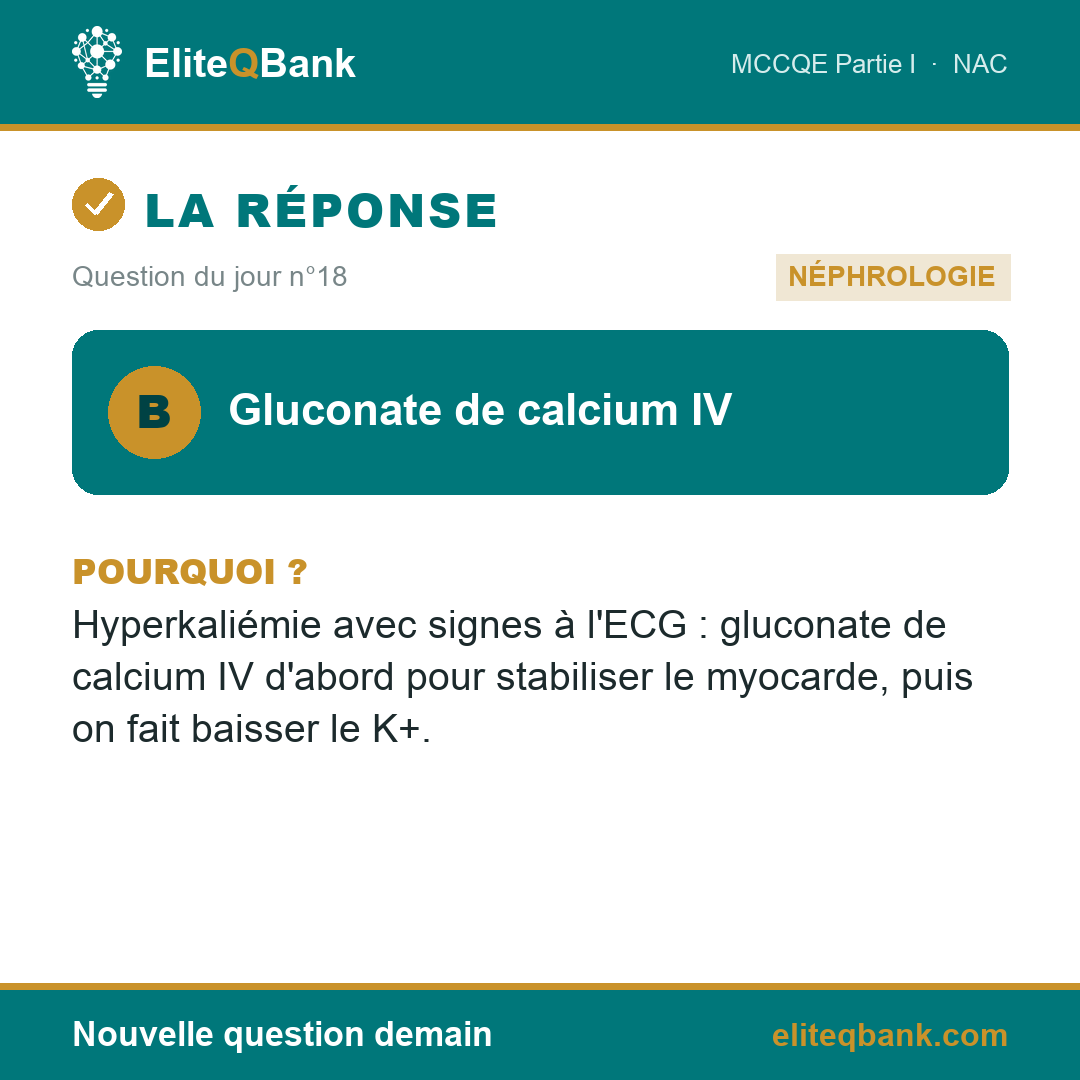 EliteQBank
MCCQE Partie I · NAC
LA RÉPONSE
Question du jour n°18
NÉPHROLOGIE
B
Gluconate de calcium IV
POURQUOI ?
Hyperkaliémie avec signes à l'ECG : gluconate de
calcium IV d'abord pour stabiliser le myocarde, puis
on fait baisser le K+.
Nouvelle question demain
eliteqbank.com